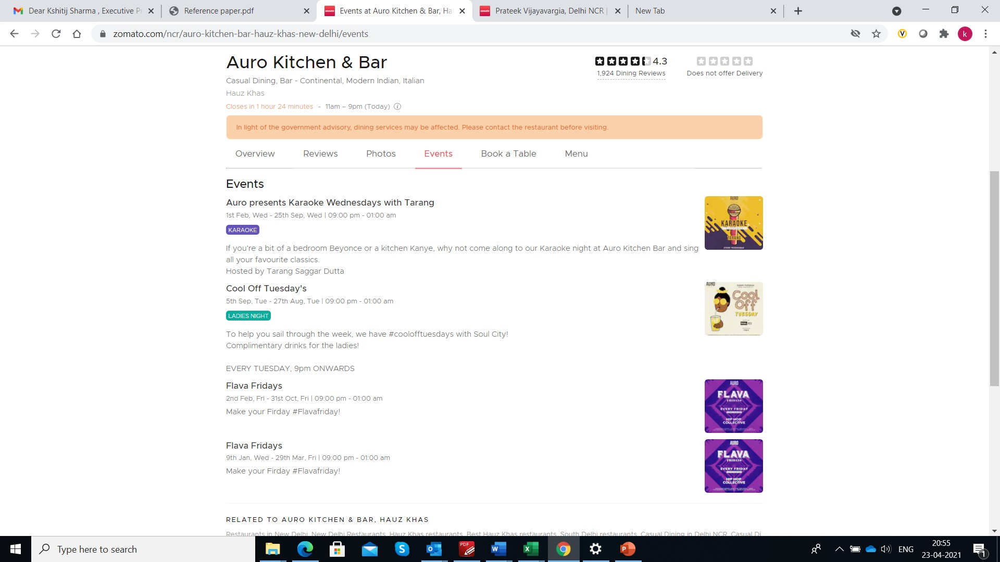 Dear Kshitij Sharma , Executive P
Reference paper.pdf
Events at Auro Kitchen & Bar, Ha
Prateek Vijayavargia, Delhi NCR |
New Tab
zomato.com/ncr/auro-kitchen-bar-hauz-khas-new-delhi/events
k
Auro Kitchen & Bar
4.3
1,924 Dining Reviews
Does not offer Delivery
Casual Dining, Bar - Continental, Modern Indian, Italian
Hauz Khas
Closes in 1 hour 24 minutes - 11am – 9pm (Today)
In light of the government advisory, dining services may be affected. Please contact the restaurant before visiting.
Overview Reviews Photos Events Book a Table Menu
Events
Auro presents Karaoke Wednesdays with Tarang
1st Feb, Wed - 25th Sep, Wed | 09:00 pm - 01:00 am
KARAOKE
If you're a bit of a bedroom Beyonce or a kitchen Kanye, why not come along to our Karaoke night at Auro Kitchen Bar and sing
all your favourite classics.
Hosted by Tarang Saggar Dutta
AURO
KARAOKE
TARANG
Cool Off Tuesday's
5th Sep, Tue - 27th Aug, Tue | 09:00 pm - 01:00 am
LADIES NIGHT
To help you sail through the week, we have #coolofftuesdays with Soul City!
Complimentary drinks for the ladies!
EVERY TUESDAY, 9pm ONWARDS
AURO
Cool
Off
TUESDAY
Flava Fridays
2nd Feb, Fri - 31st Oct, Fri | 09:00 pm - 01:00 am
Make your Firday #Flavafriday!
AURO
FLAVA
FRIDAYS
EVERY FRIDAY
HIP HOP
COLLECTIVE
Flava Fridays
9th Jan, Wed - 29th Mar, Fri | 09:00 pm - 01:00 am
Make your Firday #Flavafriday!
AURO
FLAVA
FRIDAYS
EVERY FRIDAY
HIP HOP
COLLECTIVE
RELATED TO AURO KITCHEN & BAR, HAUZ KHAS
Restaurants in New Delhi, New Delhi Restaurants, Hauz Khas restaurants, Best Hauz Khas restaurants, South Delhi restaurants, Casual Dining in Delhi NCR, Casual Di
Type here to search
ENG
20:55
23-04-2021
1